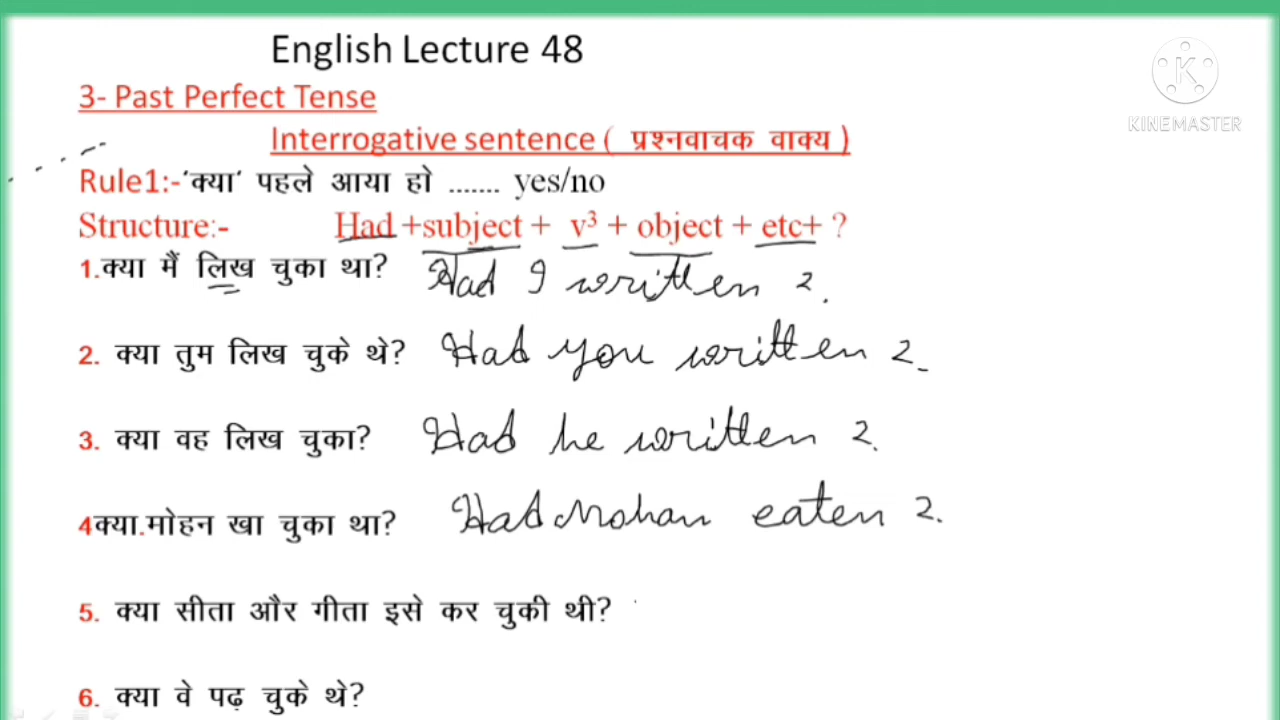 English Lecture 48
3- Past Perfect Tense
KINEMASTER
Interrogative sentence ( प्रश्नवाचक वाक्य )
Rule1:-'क्या' पहले आया हो ....... yes/no
Structure:- Had +subject + v³ + object + etc+ ?
1.क्या मैं लिख चुका था? Had I written ?
2. क्या तुम लिख चुके थे? Had you written ?
3. क्या वह लिख चुका? Had he written ?
4क्या.मोहन खा चुका था? Had Mohan eaten ?
5. क्या सीता और गीता इसे कर चुकी थी?
6. क्या वे पढ़ चुके थे?